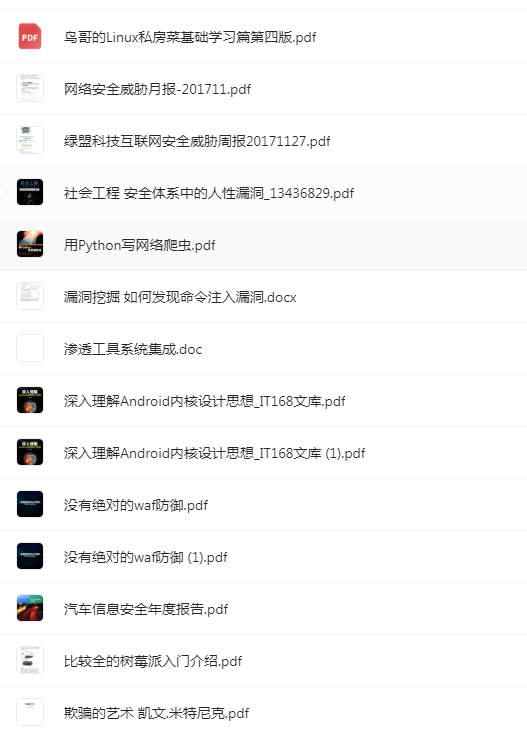 PDF
鸟哥的Linux私房菜基础学习篇第四版.pdf
网络安全威胁月报-201711.pdf
绿盟科技互联网安全威胁周报20171127.pdf
社会工程 安全体系中的人性漏洞_13436829.pdf
用Python写网络爬虫.pdf
漏洞挖掘 如何发现命令注入漏洞.docx
渗透工具系统集成.doc
深入理解Android内核设计思想_IT168文库.pdf
深入理解Android内核设计思想_IT168文库 (1).pdf
没有绝对的waf防御.pdf
没有绝对的waf防御 (1).pdf
汽车信息安全年度报告.pdf
比较全的树莓派入门介绍.pdf
欺骗的艺术 凯文.米特尼克.pdf